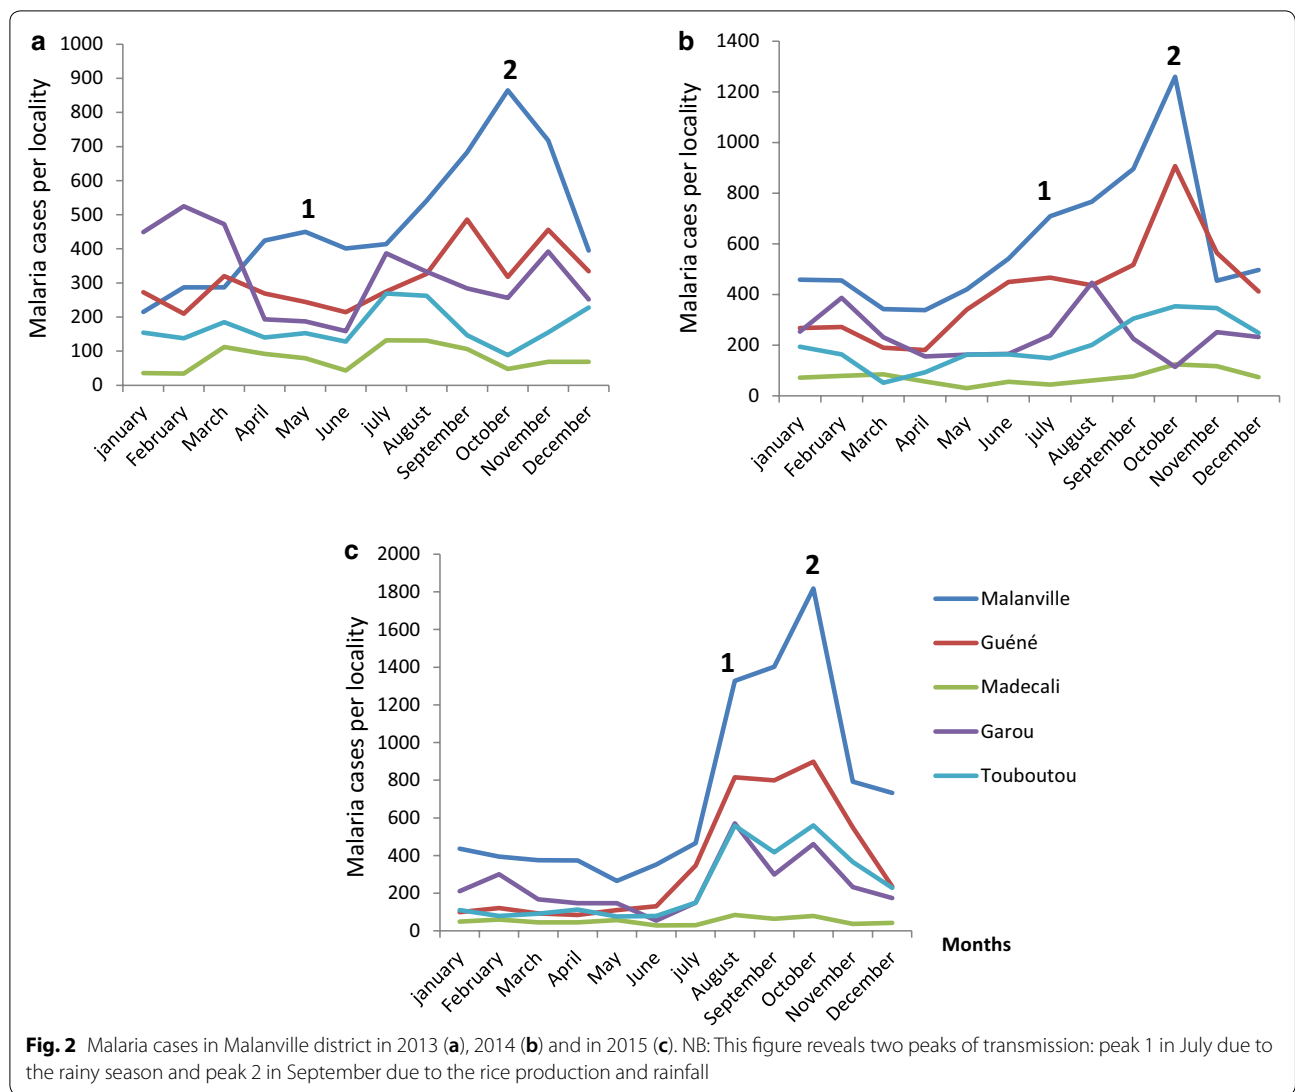 a
Malaria cases per locality
1000
900
800
700
600
500
400
300
200
100
0
1
2
january
February
March
April
May
June
july
August
September
October
November
December
b
Malaria caes per locality
1400
1200
1000
800
600
400
200
0
1
2
january
February
March
April
May
June
july
August
September
October
November
December
c
Malaria cases per locality
2000
1800
1600
1400
1200
1000
800
600
400
200
0
1
2
january
February
March
April
May
June
july
August
September
October
November
December
Months
Malanville
Guéné
Madecali
Garou
Touboutou
Fig. 2 Malaria cases in Malanville district in 2013 (a), 2014 (b) and in 2015 (c). NB: This figure reveals two peaks of transmission: peak 1 in July due to
the rainy season and peak 2 in September due to the rice production and rainfall